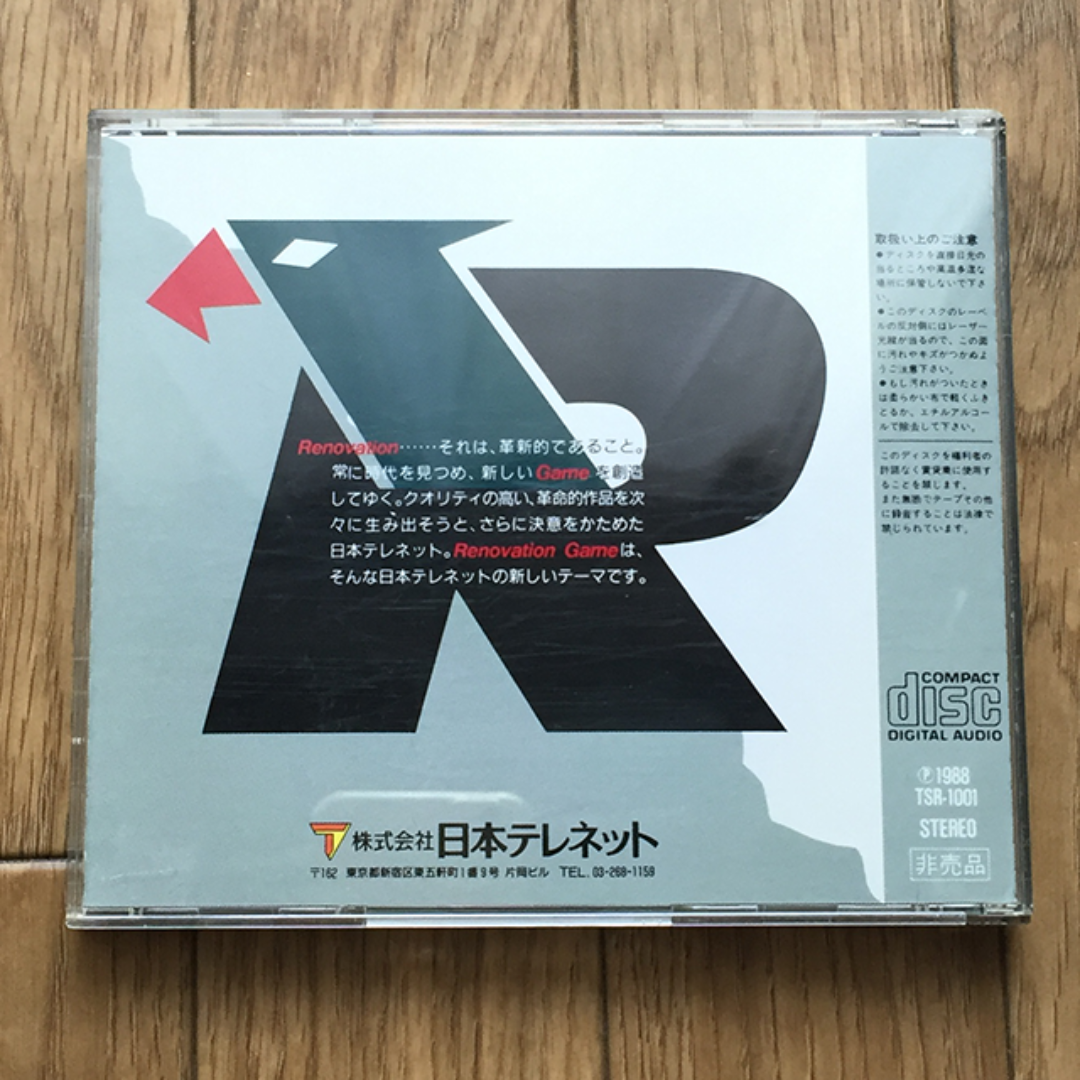 Renovation……それは、革新的であること。
常に時代を見つめ、新しいGameを創造
してゆく。クオリティの高い、革命的作品を次
々に生み出そうと、さらに決意をかためた
日本テレネット。Renovation Gameは、
そんな日本テレネットの新しいテーマです。
株式会社日本テレネット
〒162 東京都新宿区東五軒町1番9号 片岡ビル TEL. 03-268-1159
取扱い上のご注意
●ディスクを直接日光の
当るところや高温多湿な
場所に保管しないで下さ
い。
●このディスクのレーベ
ルの反対側にはレーザー
光線が当るので、この面
に汚れやキズがつかぬよ
うご注意下さい。
●もし汚れがついたとき
は柔らかい布で軽くふき
とるか、エチルアルコー
ルで除去して下さい。
このディスクを権利者の
許諾なく賃貸業に使用す
ることを禁じます。
また無断でテープその他
に録音することは法律で
禁じられています。
COMPACT
disc
DIGITAL AUDIO
Ⓟ1988
TSR-1001
STEREO
非売品